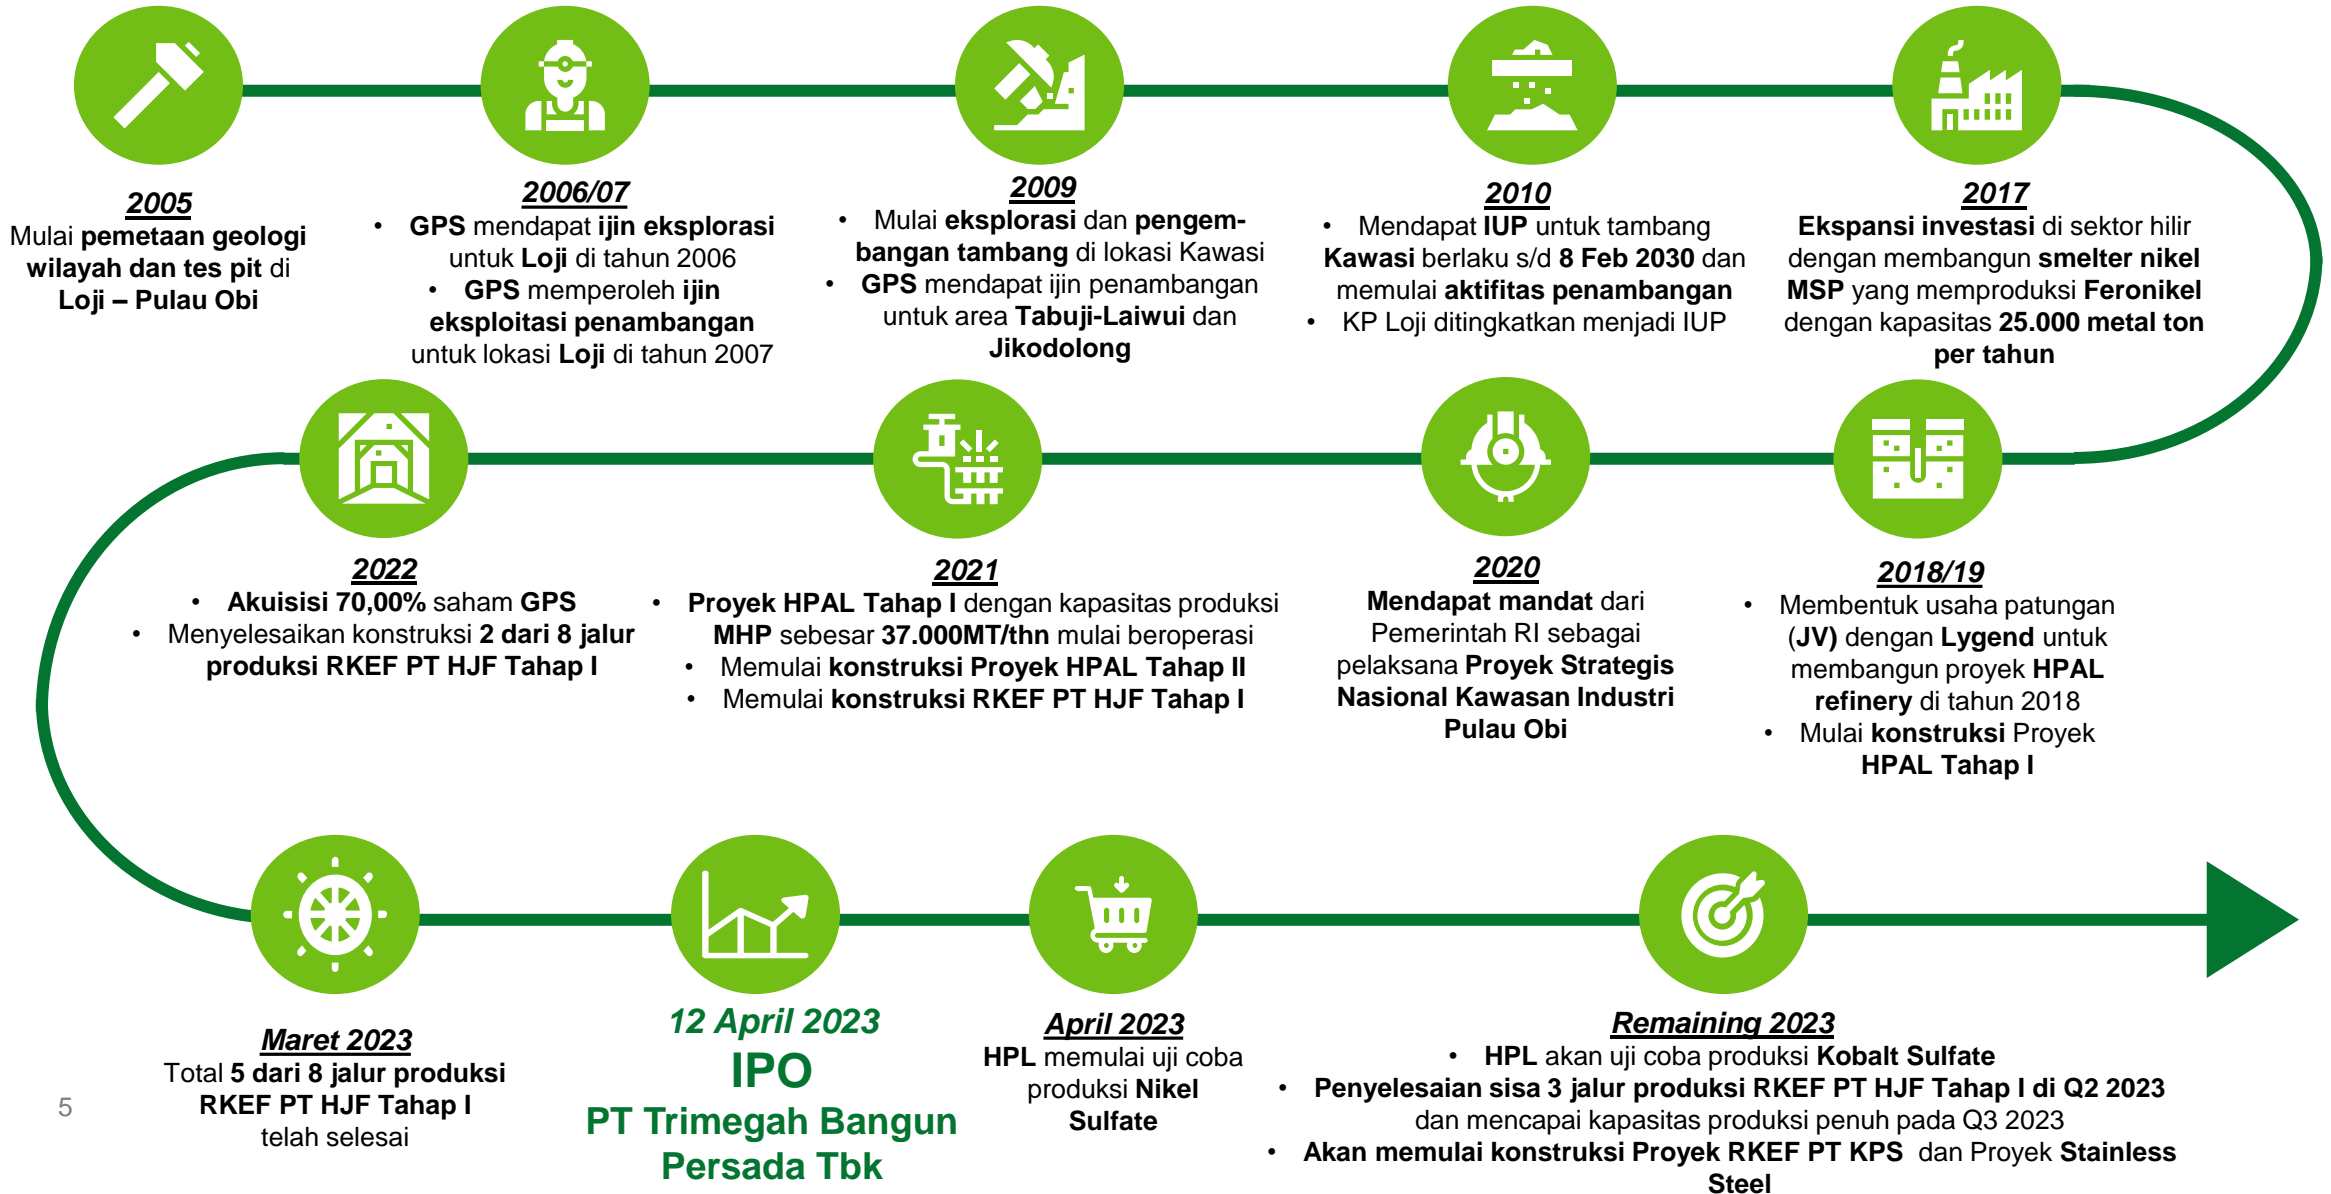 2005
Mulai pemetaan geologi
wilayah dan tes pit di
Loji – Pulau Obi
2006/07
• GPS mendapat ijin eksplorasi
untuk Loji di tahun 2006
• GPS memperoleh ijin
eksploitasi penambangan
untuk lokasi Loji di tahun 2007
2009
• Mulai eksplorasi dan pengem-
bangan tambang di lokasi Kawasi
• GPS mendapat ijin penambangan
untuk area Tabuji-Laiwui dan
Jikodolong
2010
• Mendapat IUP untuk tambang
Kawasi berlaku s/d 8 Feb 2030 dan
memulai aktifitas penambangan
• KP Loji ditingkatkan menjadi IUP
2017
Ekspansi investasi di sektor hilir
dengan membangun smelter nikel
MSP yang memproduksi Feronikel
dengan kapasitas 25.000 metal ton
per tahun
2018/19
• Membentuk usaha patungan
(JV) dengan Lygend untuk
membangun proyek HPAL
refinery di tahun 2018
• Mulai konstruksi Proyek
HPAL Tahap I
2020
Mendapat mandat dari
Pemerintah RI sebagai
pelaksana Proyek Strategis
Nasional Kawasan Industri
Pulau Obi
2021
• Proyek HPAL Tahap I dengan kapasitas produksi
MHP sebesar 37.000MT/thn mulai beroperasi
• Memulai konstruksi Proyek HPAL Tahap II
• Memulai konstruksi RKEF PT HJF Tahap I
2022
• Akuisisi 70,00% saham GPS
• Menyelesaikan konstruksi 2 dari 8 jalur
produksi RKEF PT HJF Tahap I
Maret 2023
Total 5 dari 8 jalur produksi
RKEF PT HJF Tahap I
telah selesai
12 April 2023
IPO
PT Trimegah Bangun
Persada Tbk
April 2023
HPL memulai uji coba
produksi Nikel
Sulfate
Remaining 2023
• HPL akan uji coba produksi Kobalt Sulfate
• Penyelesaian sisa 3 jalur produksi RKEF PT HJF Tahap I di Q2 2023
dan mencapai kapasitas produksi penuh pada Q3 2023
• Akan memulai konstruksi Proyek RKEF PT KPS dan Proyek Stainless
Steel
5